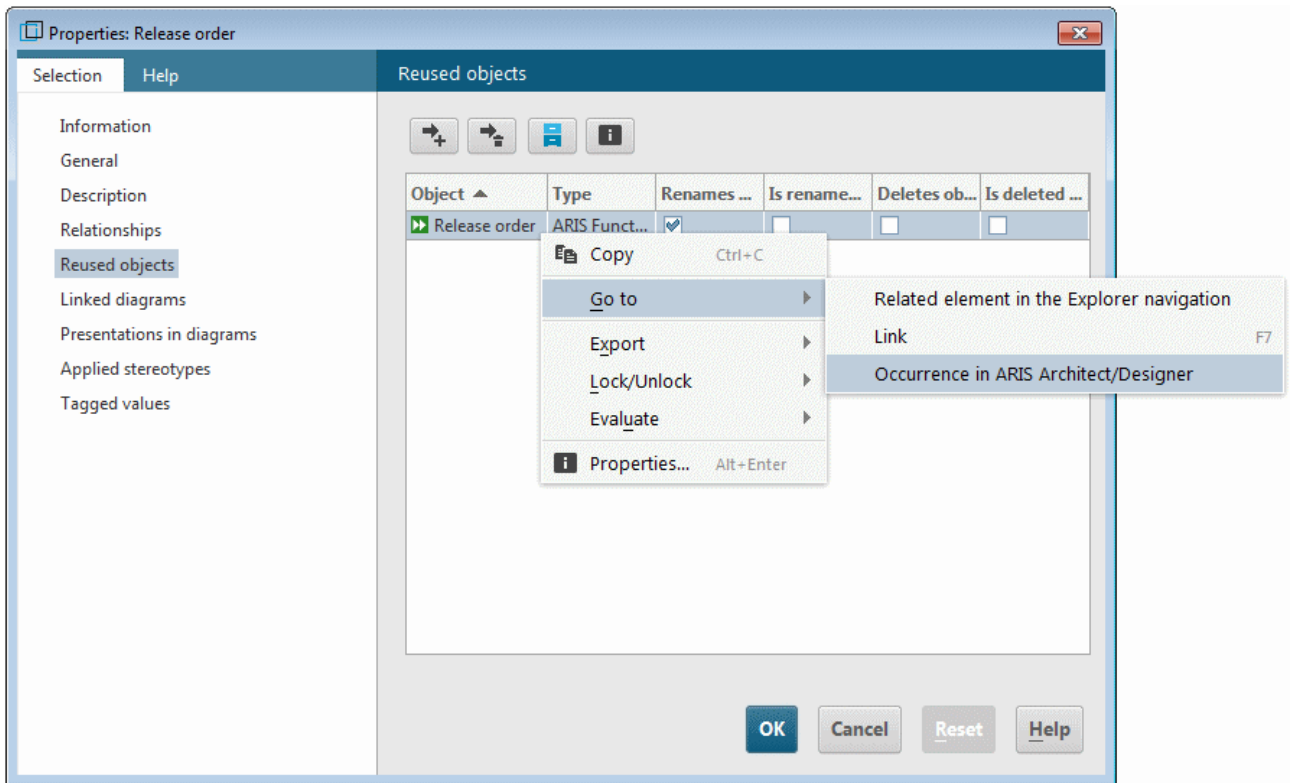 Properties: Release order
Selection Help
Reused objects
Information
General
Description
Relationships
Reused objects
Linked diagrams
Presentations in diagrams
Applied stereotypes
Tagged values
Object Type Renames ... Is rename... Deletes ob... Is deleted ...
Release order ARIS Funct...
Copy Ctrl+C
Go to
Export
Lock/Unlock
Evaluate
Properties... Alt+Enter
Related element in the Explorer navigation
Link F7
Occurrence in ARIS Architect/Designer
OK Cancel Reset Help